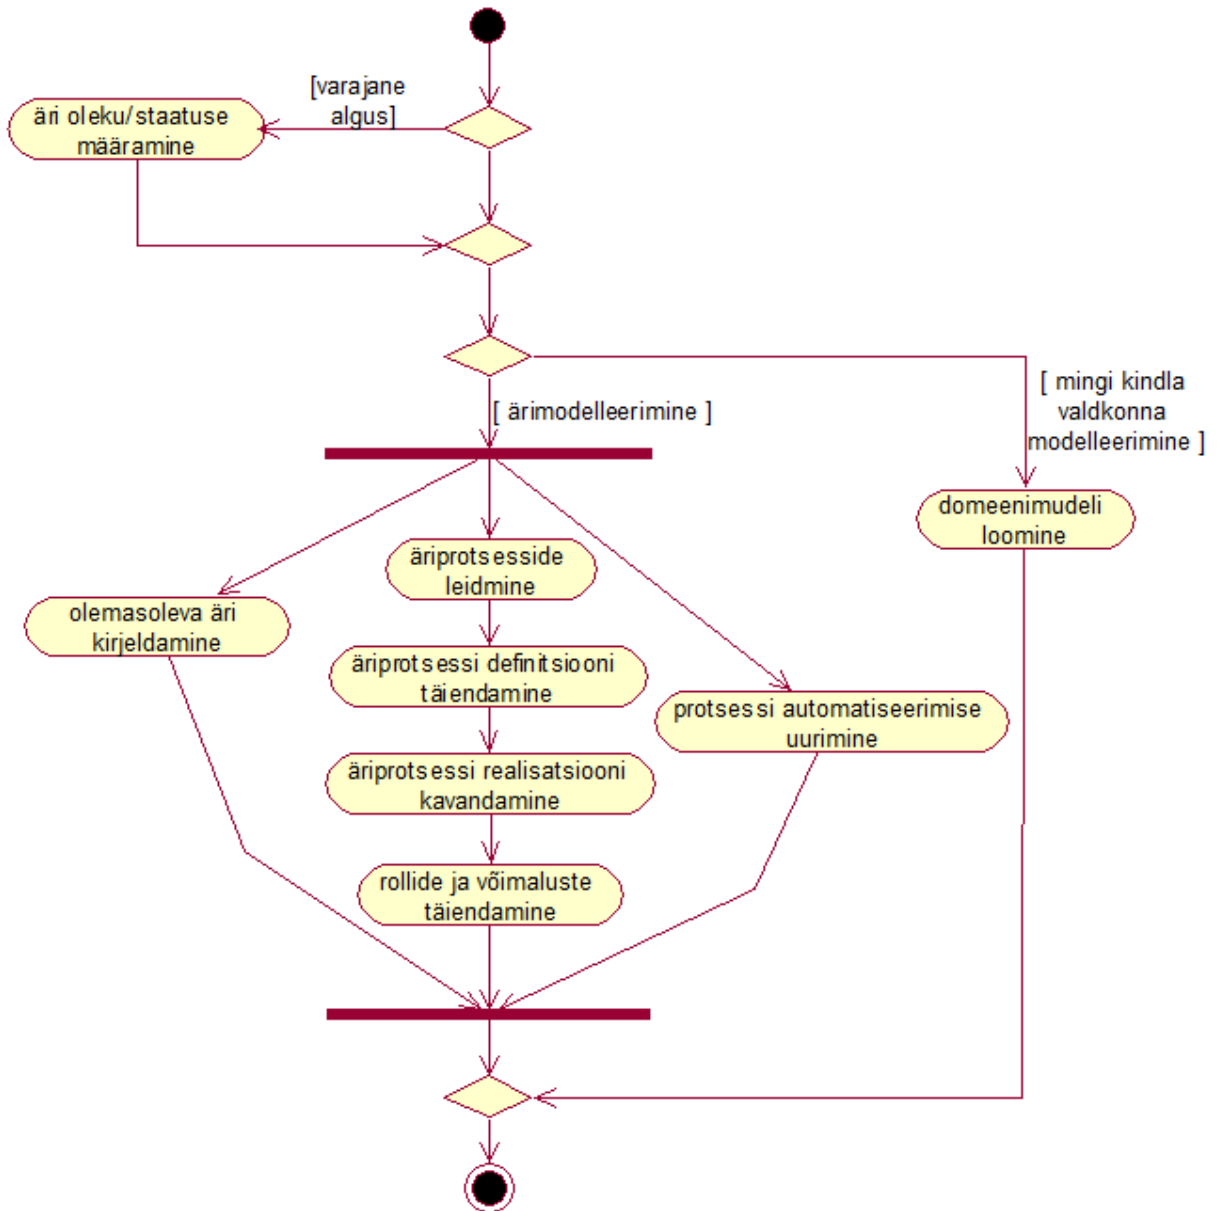 [varajane
algus]
äri oleku/staatuse
määramine
[ ärimodelleerimine ]
[ mingi kindla
valdkonna
modelleerimine ]
domeenimudeli
loomine
äriprotsesside
leidmine
olemasoleva äri
kirjeldamine
äriprotsessi definitsiooni
täiendamine
protsessi automatiseerimise
uurimine
äriprotsessi realisatsiooni
kavandamine
rollide ja võimaluste
täiendamine